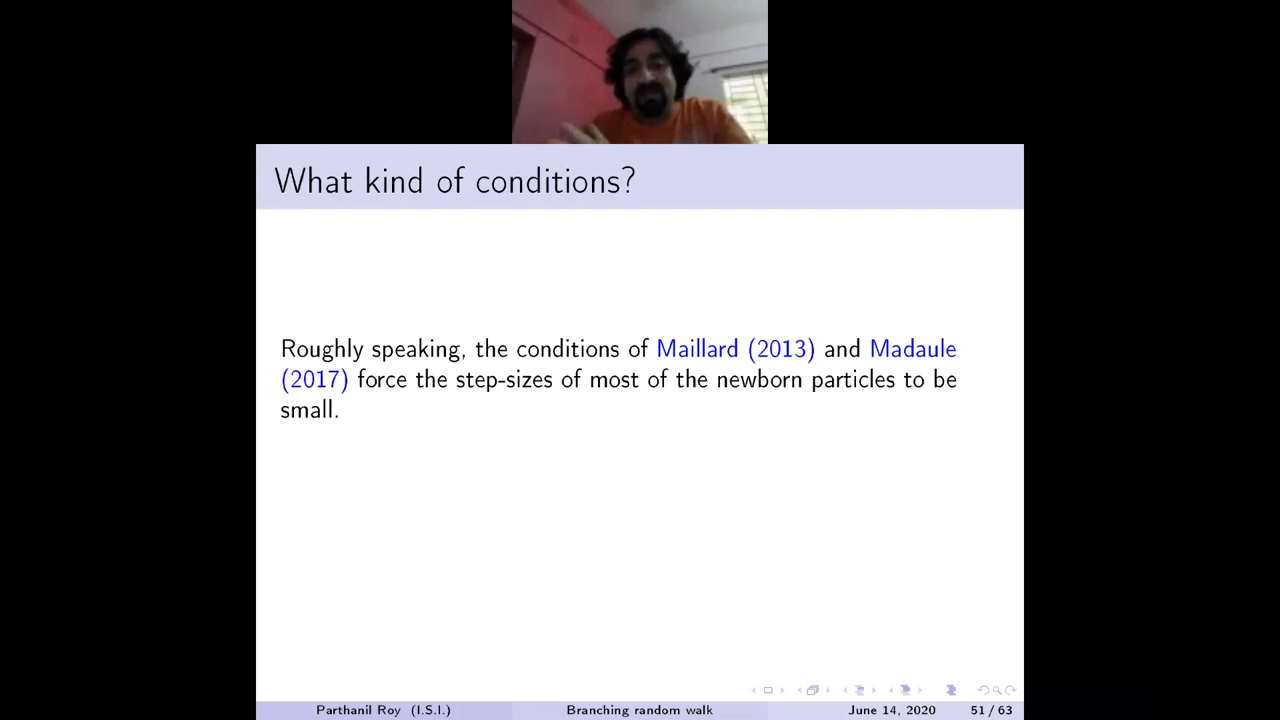 What kind of conditions?
Roughly speaking, the conditions of Maillard (2013) and Madaule
(2017) force the step-sizes of most of the newborn particles to be
small.
Parthanil Roy (I.S.I.) Branching random walk June 14, 2020 51 / 63